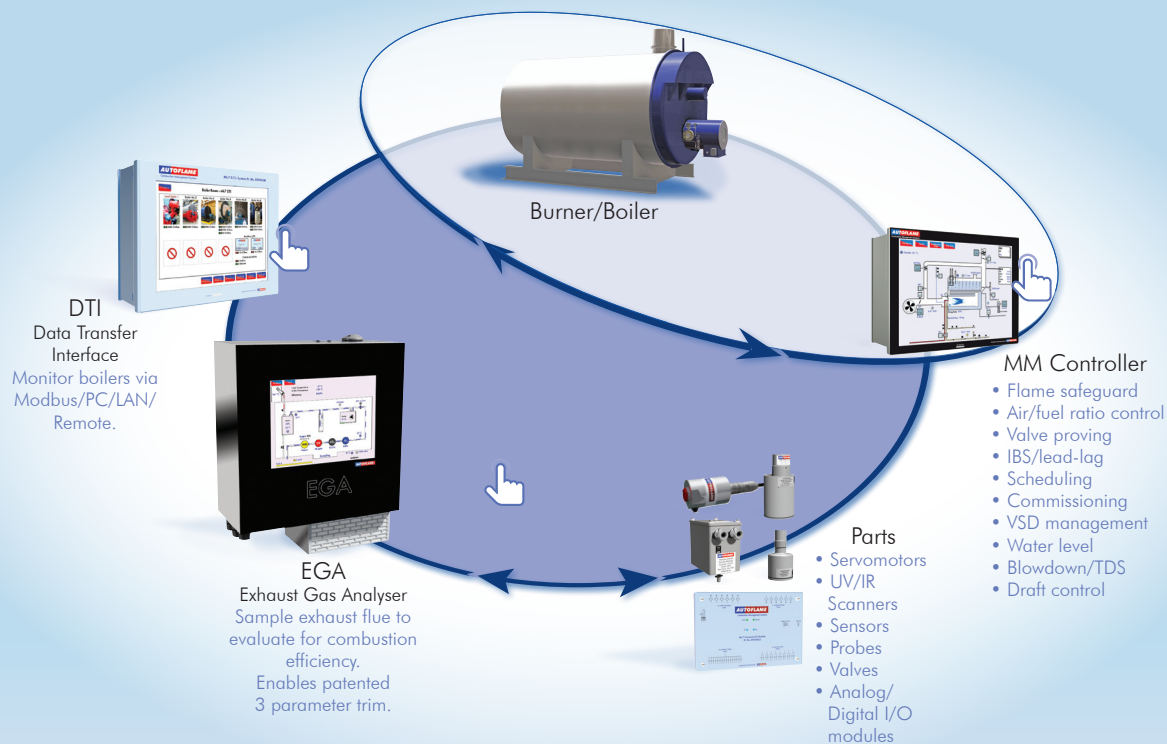 Burner/Boiler
AUTOFLAME
DTI
Data Transfer
Interface
Monitor boilers via
Modbus/PC/LAN/
Remote.
AUTOFLAME
MM Controller
• Flame safeguard
• Air/fuel ratio control
• Valve proving
• IBS/lead-lag
• Scheduling
• Commissioning
• VSD management
• Water level
• Blowdown/TDS
• Draft control
EGA
EGA
Exhaust Gas Analyser
Sample exhaust flue to
evaluate for combustion
efficiency.
Enables patented
3 parameter trim.
Parts
• Servomotors
• UV/IR
Scanners
• Sensors
• Probes
• Valves
• Analog/
Digital I/O
modules
AUTOFLAME